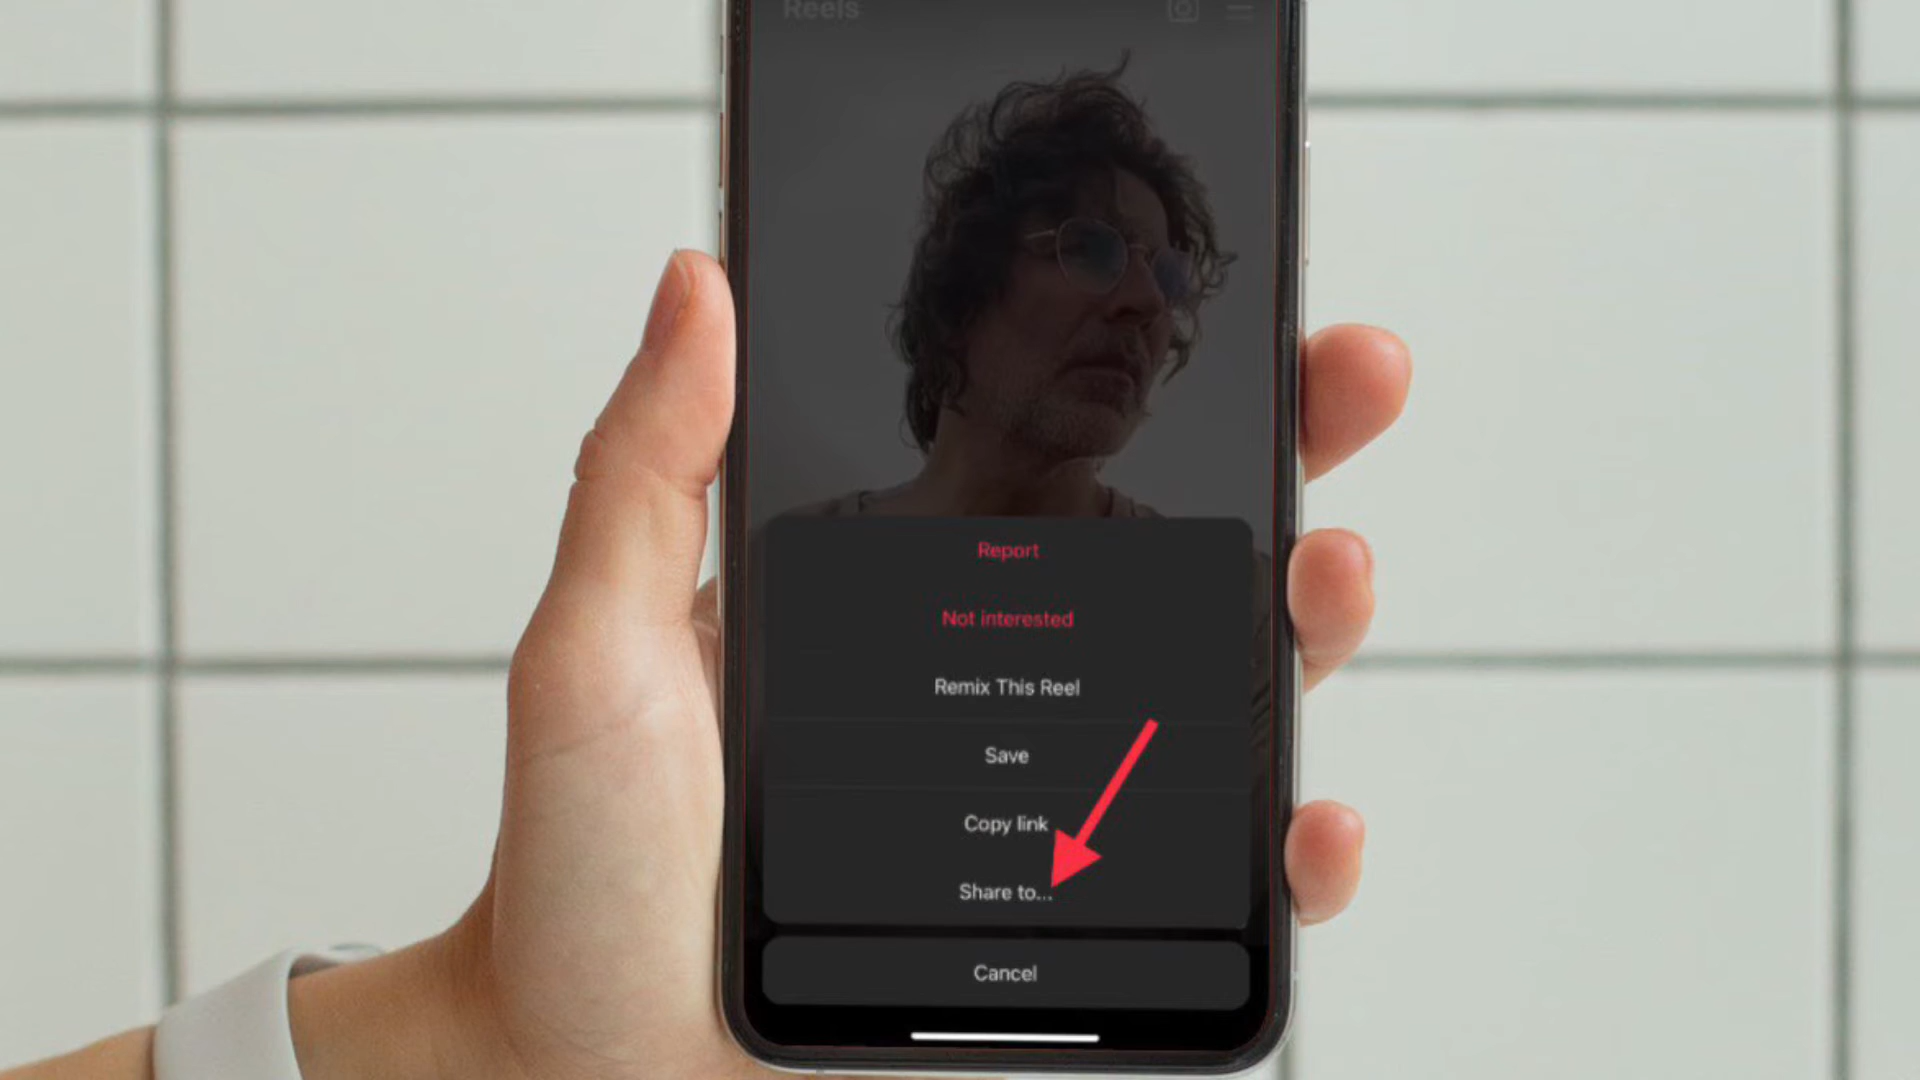 Reels
Report
Not interested
Remix This Reel
Save
Copy link
Share to...
Cancel